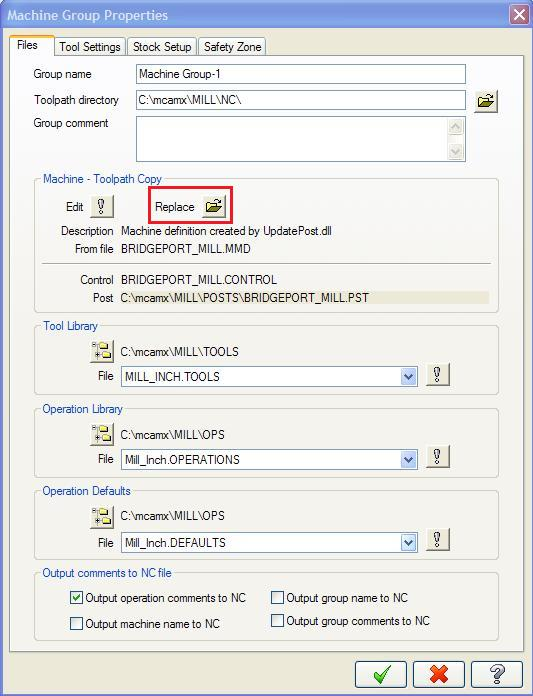 Machine Group Properties
Files Tool Settings Stock Setup Safety Zone
Group name Machine Group-1
Toolpath directory C:\mcamx\MILL\NC\
Group comment
Machine - Toolpath Copy
Edit Replace
Description Machine definition created by UpdatePost.dll
From file BRIDGEPORT_MILL.MMD
Control BRIDGEPORT_MILL.CONTROL
Post C:\mcamx\MILL\POSTS\BRIDGEPORT_MILL.PST
Tool Library
C:\mcamx\MILL\TOOLS
File MILL_INCH.TOOLS
Operation Library
C:\mcamx\MILL\OPS
File Mill_Inch.OPERATIONS
Operation Defaults
C:\mcamx\MILL\OPS
File Mill_Inch.DEFAULTS
Output comments to NC file
Output operation comments to NC Output group name to NC
Output machine name to NC Output group comments to NC